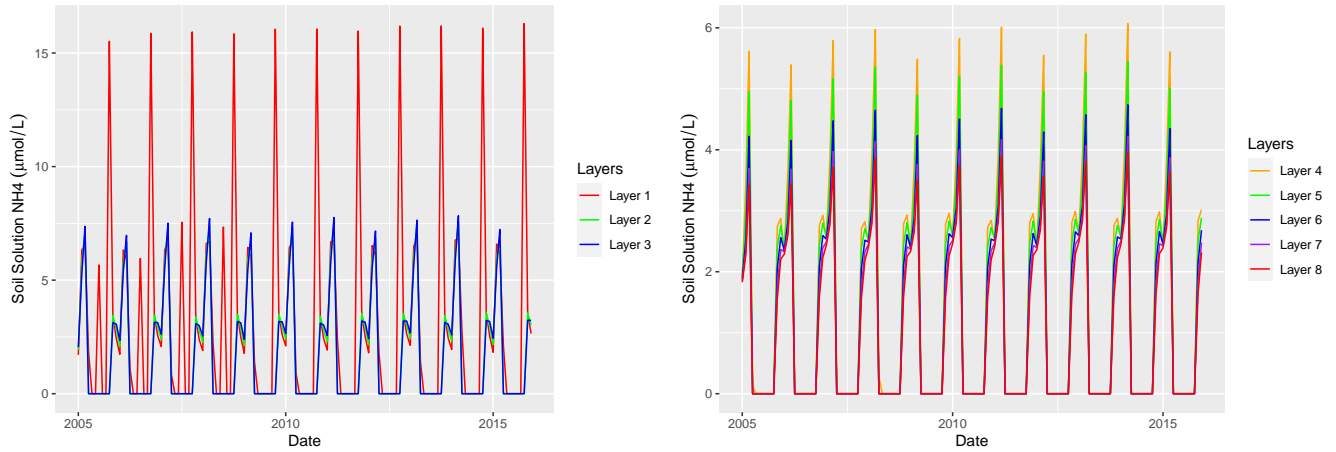 Soil Solution NH4 (μmol/L)
15
10
5
0
2005
2010
2015
Date
Layers
Layer 1
Layer 2
Layer 3
Soil Solution NH4 (μmol/L)
6
4
2
0
2005
2010
2015
Date
Layers
Layer 4
Layer 5
Layer 6
Layer 7
Layer 8